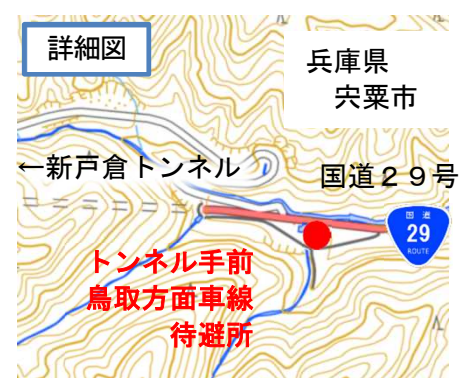 詳細図
兵庫県
宍粟市
←新戸倉トンネル
国道２９号
国道
29
ROUTE
トンネル手前
鳥取方面車線
待避所